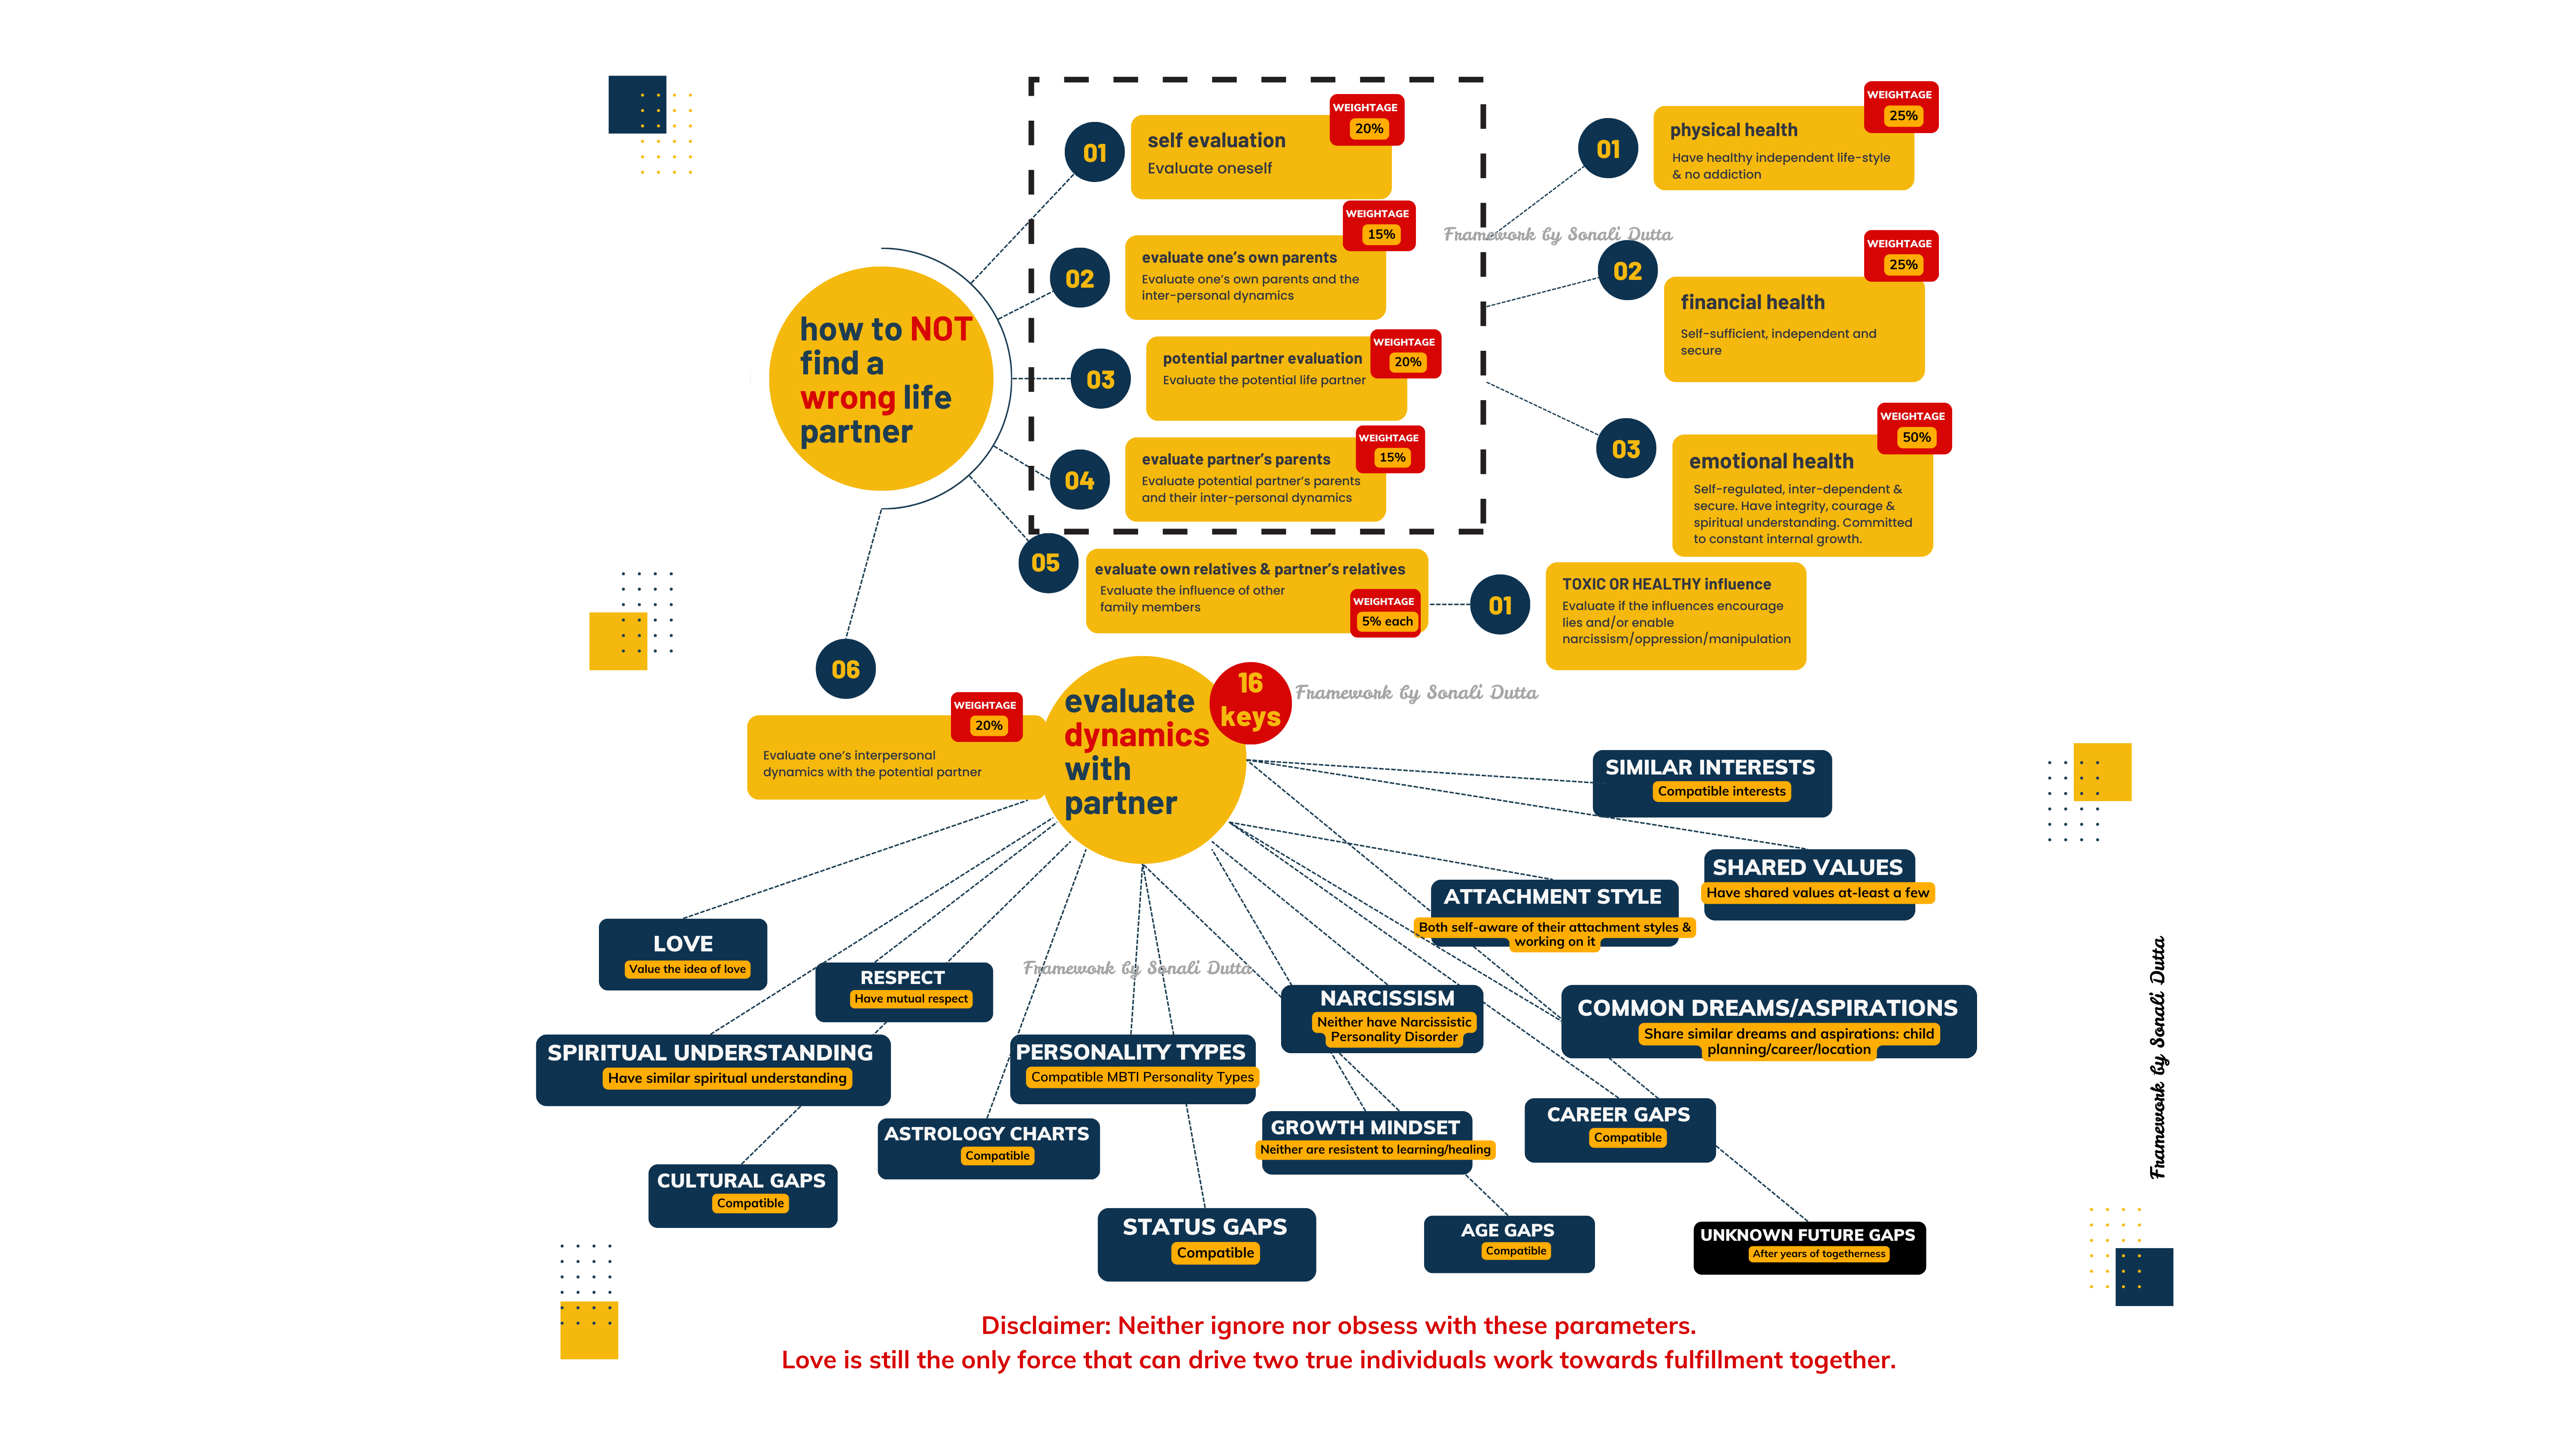 how to NOT
find a
wrong life
partner
01
self evaluation
Evaluate oneself
WEIGHTAGE
20%
02
evaluate one's own parents
Evaluate one's own parents and the
inter-personal dynamics
WEIGHTAGE
15%
03
potential partner evaluation
Evaluate the potential life partner
WEIGHTAGE
20%
04
evaluate partner's parents
Evaluate potential partner's parents
and their inter-personal dynamics
WEIGHTAGE
15%
01
physical health
Have healthy independent life-style
& no addiction
WEIGHTAGE
25%
Framework by Sonali Dutta
02
financial health
Self-sufficient, independent and
secure
WEIGHTAGE
25%
03
emotional health
Self-regulated, inter-dependent &
secure. Have integrity, courage &
spiritual understanding. Committed
to constant internal growth.
WEIGHTAGE
50%
05
evaluate own relatives & partner's relatives
Evaluate the influence of other
family members
WEIGHTAGE
5% each
01
TOXIC OR HEALTHY influence
Evaluate if the influences encourage
lies and/or enable
narcissism/oppression/manipulation
06
Evaluate one's interpersonal
dynamics with the potential partner
WEIGHTAGE
20%
evaluate
dynamics
with
partner
16
keys
Framework by Sonali Dutta
SIMILAR INTERESTS
Compatible interests
SHARED VALUES
Have shared values at-least a few
ATTACHMENT STYLE
Both self-aware of their attachment styles &
working on it
LOVE
Value the idea of love
RESPECT
Have mutual respect
Framework by Sonali Dutta
NARCISSISM
Neither have Narcissistic
Personality Disorder
COMMON DREAMS/ASPIRATIONS
Share similar dreams and aspirations: child
planning/career/location
SPIRITUAL UNDERSTANDING
Have similar spiritual understanding
PERSONALITY TYPES
Compatible MBTI Personality Types
ASTROLOGY CHARTS
Compatible
GROWTH MINDSET
Neither are resistent to learning/healing
CAREER GAPS
Compatible
CULTURAL GAPS
Compatible
STATUS GAPS
Compatible
AGE GAPS
Compatible
UNKNOWN FUTURE GAPS
After years of togetherness
Framework by Sonali Dutta
Disclaimer: Neither ignore nor obsess with these parameters.
Love is still the only force that can drive two true individuals work towards fulfillment together.